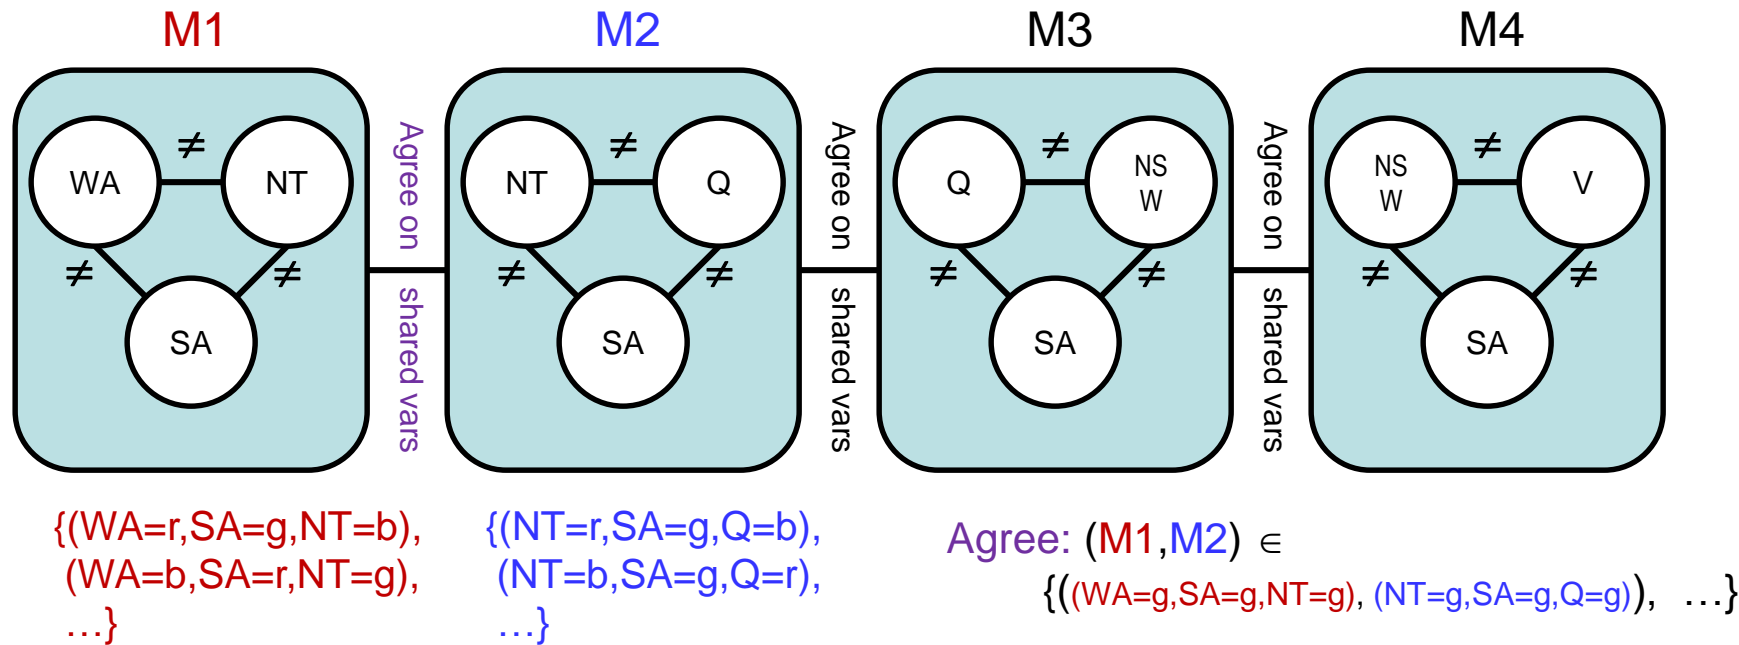 M1 M2 M3 M4
≠ ≠ ≠ ≠
WA NT NT Q Q NS W NS W V
≠ ≠ ≠ ≠ ≠ ≠ ≠ ≠
SA SA SA SA
Agree on shared vars
Agree on shared vars
Agree on shared vars
{(WA=r,SA=g,NT=b),
(WA=b,SA=r,NT=g),
…}
{(NT=r,SA=g,Q=b),
(NT=b,SA=g,Q=r),
…}
Agree: (M1,M2) ∈
{((WA=g,SA=g,NT=g), (NT=g,SA=g,Q=g)), …}